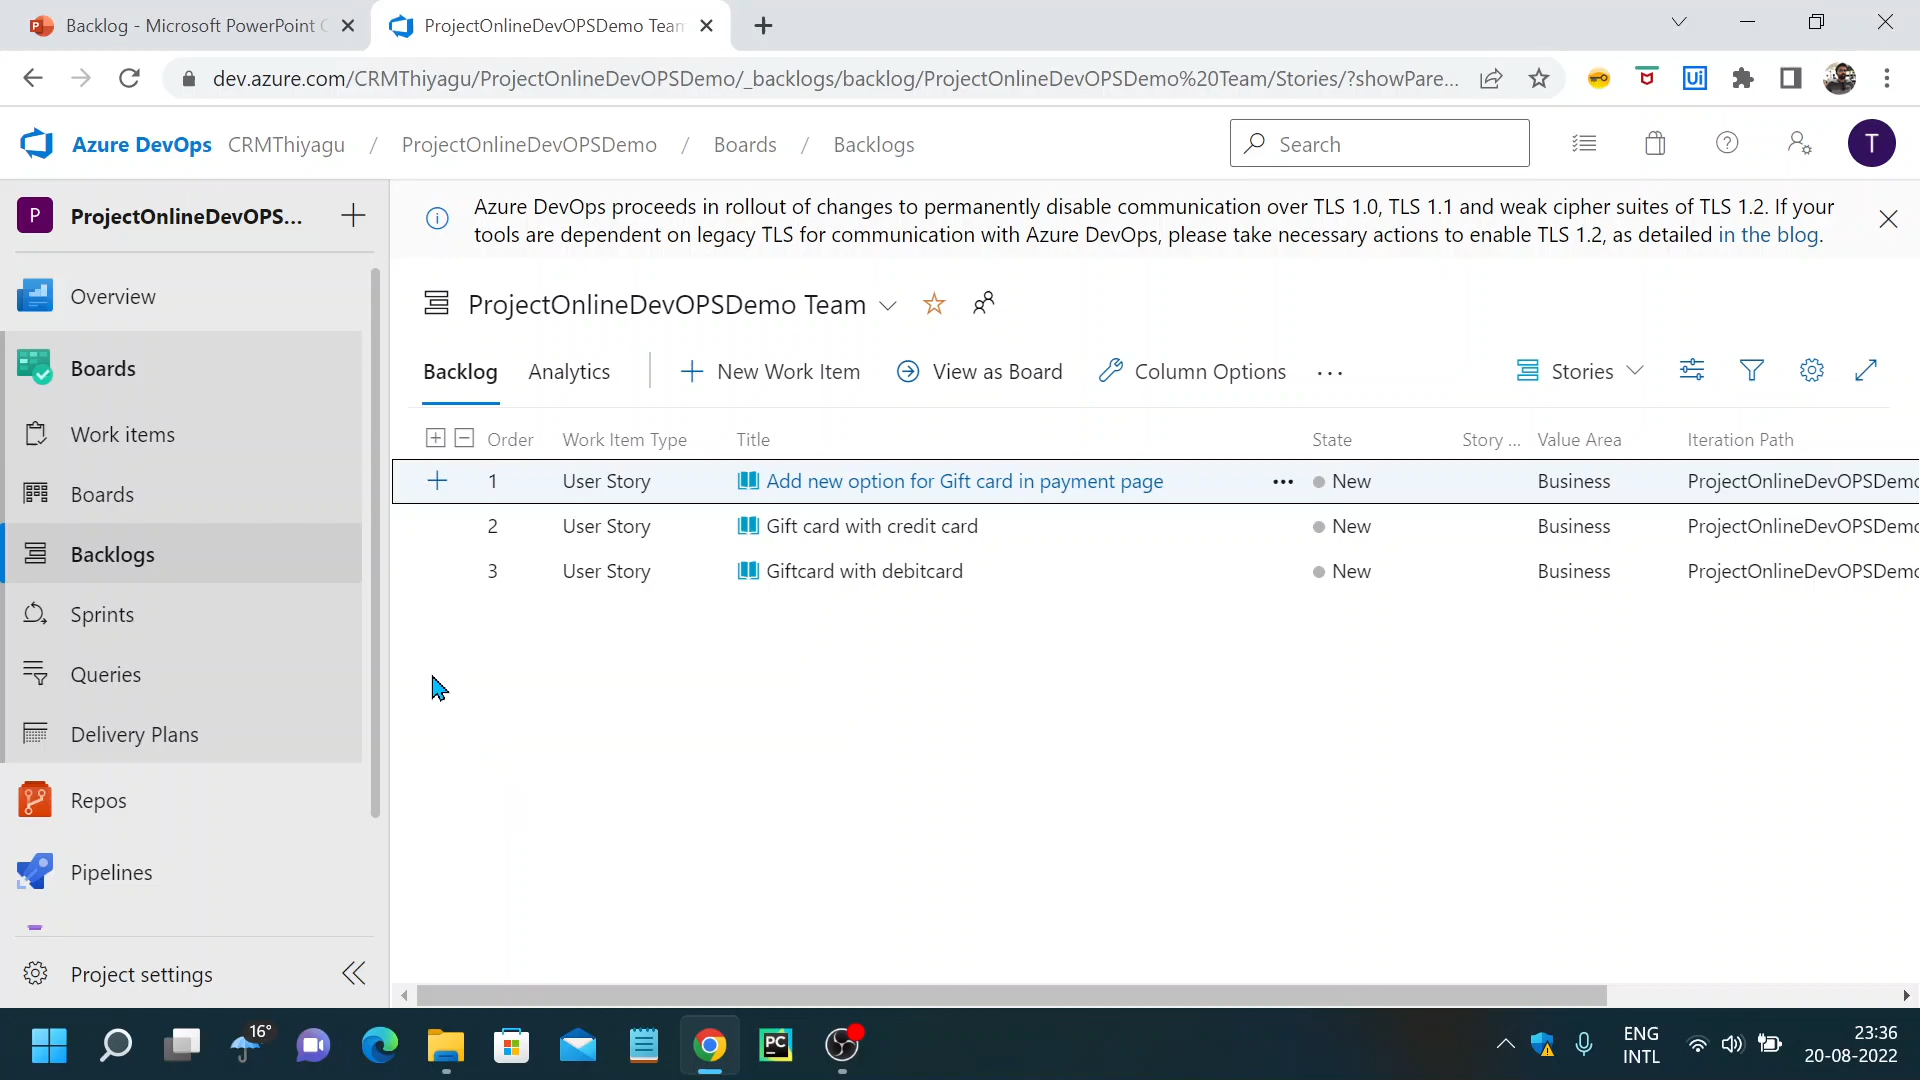 Backlog - Microsoft PowerPoint
ProjectOnlineDevOPSDemo Team
dev.azure.com/CRMThiyagu/ProjectOnlineDevOPSDemo/_backlogs/backlog/ProjectOnlineDevOPSDemo%20Team/Stories/?showPare...
Ui
Azure DevOps CRMThiyagu / ProjectOnlineDevOPSDemo / Boards / Backlogs
Search
T
P ProjectOnlineDevOPS...
Azure DevOps proceeds in rollout of changes to permanently disable communication over TLS 1.0, TLS 1.1 and weak cipher suites of TLS 1.2. If your
tools are dependent on legacy TLS for communication with Azure DevOps, please take necessary actions to enable TLS 1.2, as detailed in the blog.
Overview
Boards
Work items
Boards
Backlogs
Sprints
Queries
Delivery Plans
Repos
Pipelines
Project settings
ProjectOnlineDevOPSDemo Team
Backlog Analytics New Work Item View as Board Column Options ... Stories
Order Work Item Type Title State Story ... Value Area Iteration Path
1 User Story Add new option for Gift card in payment page ... New Business ProjectOnlineDevOPSDemo
2 User Story Gift card with credit card New Business ProjectOnlineDevOPSDemo
3 User Story Giftcard with debitcard New Business ProjectOnlineDevOPSDemo
16°
PC
ENG
INTL
23:36
20-08-2022